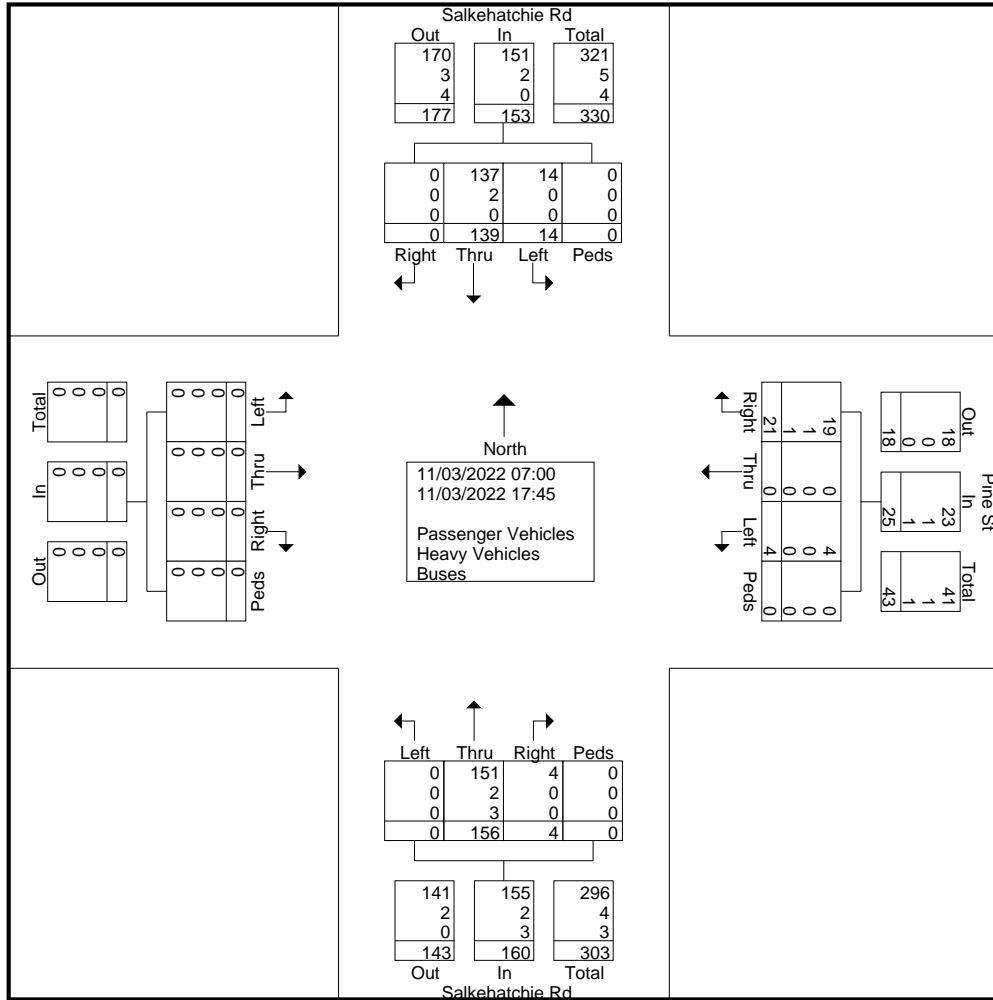 Salkehatchie Rd
Out In Total
170 151 321
3 2 5
4 0 4
177 153 330
0 137 14 0
0 2 0 0
0 0 0 0
0 139 14 0
Right Thru Left Peds
Total
0 0 0 0
In
0 0 0 0
Out
0 0 0 0
Left
0 0 0 0
Thru
0 0 0 0
Right
0 0 0 0
Peds
0 0 0 0
North
11/03/2022 07:00
11/03/2022 17:45
Passenger Vehicles
Heavy Vehicles
Buses
Right
19 1 1 21
Thru
0 0 0 0
Left
4 0 0 4
Peds
0 0 0 0
Pine St
Out
18 0 0 18
In
23 1 1 25
Total
41 1 1 43
Left Thru Right Peds
0 151 4 0
0 2 0 0
0 3 0 0
0 156 4 0
141 155 296
2 2 4
0 3 3
143 160 303
Out In Total
Salkehatchie Rd